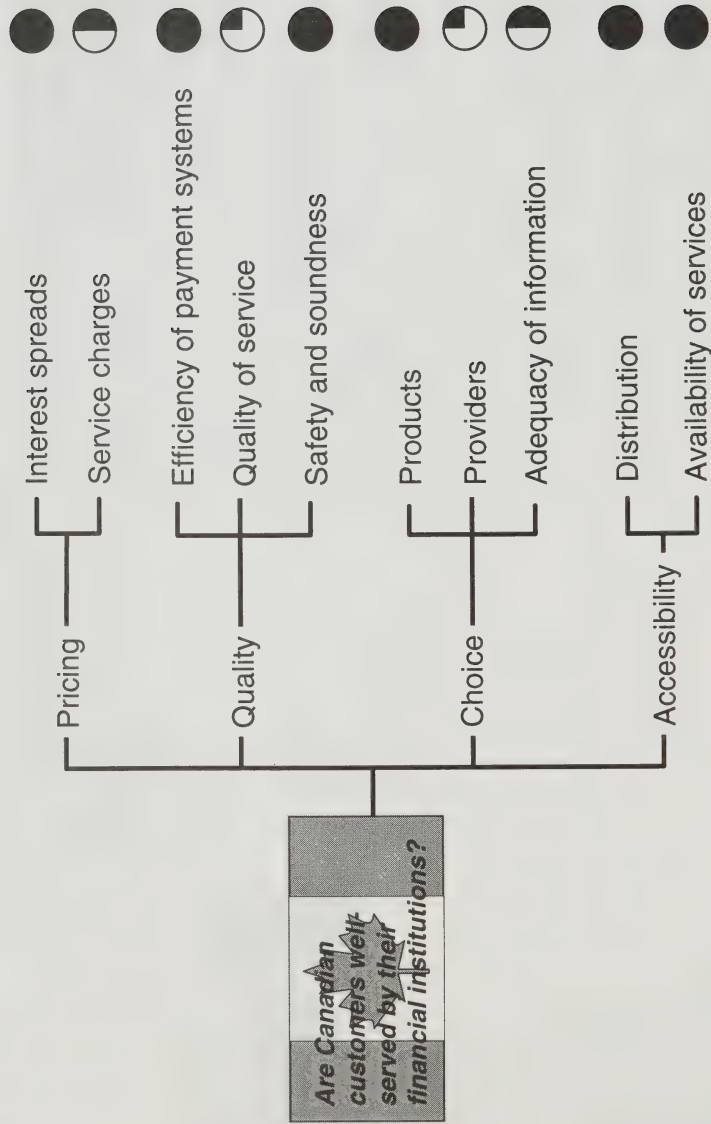 Are Canadian
customers well-
served by their
financial institutions?
Pricing
Interest spreads
Service charges
Quality
Efficiency of payment systems
Quality of service
Safety and soundness
Choice
Products
Providers
Adequacy of information
Accessibility
Distribution
Availability of services